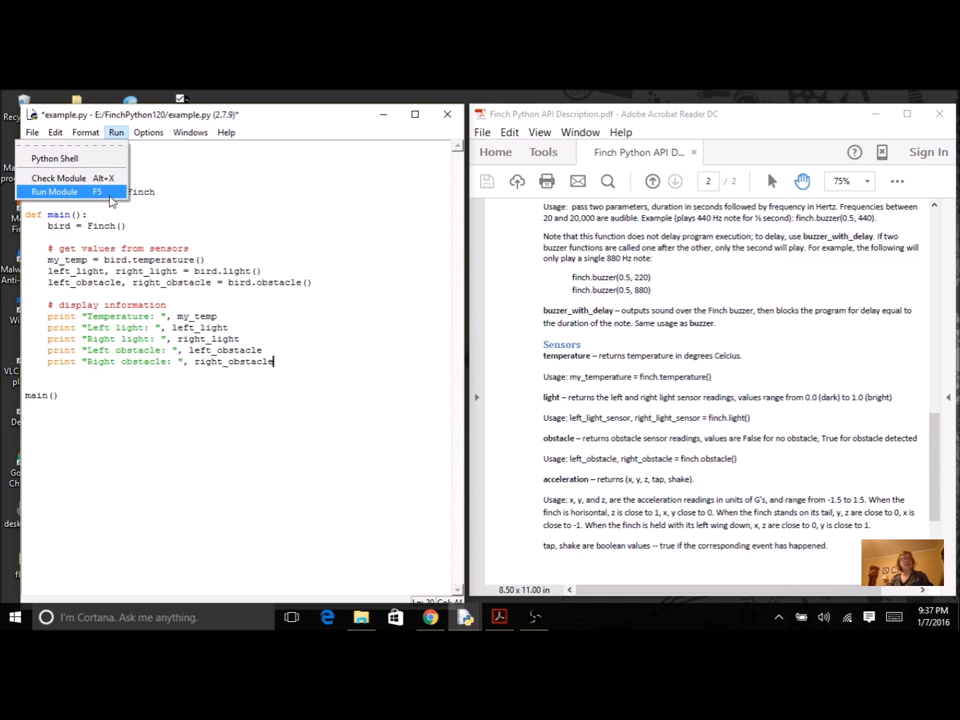 *example.py - E:/FinchPython120/example.py (2.7.9)*
File Edit Format Run Options Windows Help
Python Shell
Check Module Alt+X
Run Module F5
Finch
def main():
bird = Finch()
# get values from sensors
my_temp = bird.temperature()
left_light, right_light = bird.light()
left_obstacle, right_obstacle = bird.obstacle()
# display information
print "Temperature: ", my_temp
print "Left light: ", left_light
print "Right light: ", right_light
print "Left obstacle: ", left_obstacle
print "Right obstacle: ", right_obstacle
main()
Finch Python API Description.pdf - Adobe Acrobat Reader DC
File Edit View Window Help
Home Tools Finch Python API D... × Sign In
2 / 2 75%
Usage: pass two parameters, duration in seconds followed by frequency in Hertz. Frequencies between
20 and 20,000 are audible. Example (plays 440 Hz note for ½ second): finch.buzzer(0.5, 440).
Note that this function does not delay program execution; to delay, use buzzer_with_delay. If two
buzzer functions are called one after the other, only the second will play. For example, the following will
only play a single 880 Hz note:
finch.buzzer(0.5, 220)
finch.buzzer(0.5, 880)
buzzer_with_delay – outputs sound over the Finch buzzer, then blocks the program for delay equal to
the duration of the note. Same usage as buzzer.
Sensors
temperature – returns temperature in degrees Celcius.
Usage: my_temperature = finch.temperature()
light – returns the left and right light sensor readings, values range from 0.0 (dark) to 1.0 (bright)
Usage: left_light_sensor, right_light_sensor = finch.light()
obstacle – returns obstacle sensor readings, values are False for no obstacle, True for obstacle detected
Usage: left_obstacle, right_obstacle = finch.obstacle()
acceleration – returns (x, y, z, tap, shake).
Usage: x, y, and z, are the acceleration readings in units of G's, and range from -1.5 to 1.5. When the
finch is horisontal, z is close to 1, x, y close to 0. When the finch stands on its tail, y, z are close to 0, x is
close to -1. When the finch is held with its left wing down, x, z are close to 0, y is close to 1.
tap, shake are boolean values -- true if the corresponding event has happened.
8.50 x 11.00 in
I'm Cortana. Ask me anything.
9:37 PM
1/7/2016